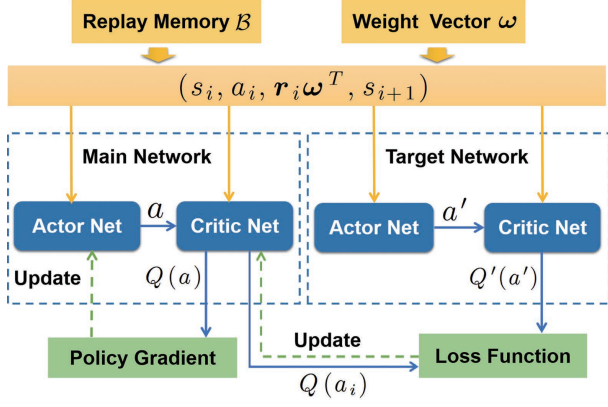 Replay Memory ℬ
Weight Vector ω
(s_i, a_i, r_i ω^T, s_{i+1})
Main Network
Target Network
Actor Net
a
Critic Net
Actor Net
a′
Critic Net
Update
Q(a)
Q′(a′)
Policy Gradient
Update
Loss Function
Q(a_i)